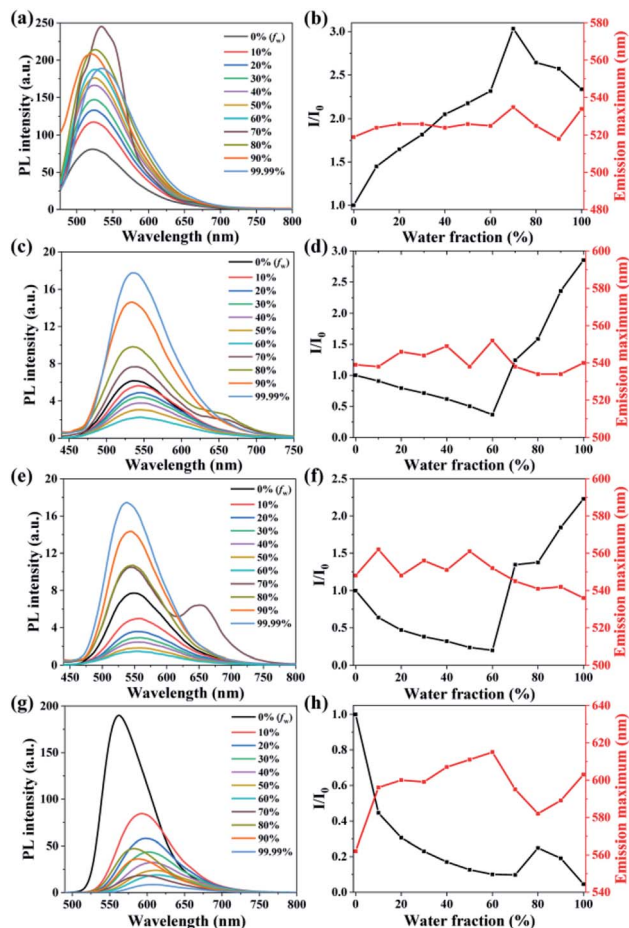 (a)
PL intensity (a.u.)
250
200
150
100
50
0
0% (fw)
10%
20%
30%
40%
50%
60%
70%
80%
90%
99.99%
500 550 600 650 700 750 800
Wavelength (nm)
(b)
I/I0
3.0
2.5
2.0
1.5
1.0
580
560
540
520
500
480
Emission maximum (nm)
0 20 40 60 80 100
Water fraction (%)
(c)
PL intensity (a.u.)
20
16
12
8
4
0
0% (fw)
10%
20%
30%
40%
50%
60%
70%
80%
90%
99.99%
450 500 550 600 650 700 750
Wavelength (nm)
(d)
I/I0
3.0
2.5
2.0
1.5
1.0
0.5
0.0
600
580
560
540
520
500
Emission maximum (nm)
0 20 40 60 80 100
Water fraction (%)
(e)
PL intensity (a.u.)
20
16
12
8
4
0
0% (fw)
10%
20%
30%
40%
50%
60%
70%
80%
90%
99.99%
450 500 550 600 650 700 750 800
Wavelength (nm)
(f)
I/I0
2.5
2.0
1.5
1.0
0.5
0.0
600
580
560
540
520
500
Emission maximum (nm)
0 20 40 60 80 100
Water fraction (%)
(g)
PL intensity (a.u.)
200
150
100
50
0
0% (fw)
10%
20%
30%
40%
50%
60%
70%
80%
90%
99.99%
500 550 600 650 700 750 800
Wavelength (nm)
(h)
I/I0
1.0
0.8
0.6
0.4
0.2
0.0
640
620
600
580
560
540
Emission maximum (nm)
0 20 40 60 80 100
Water fraction (%)